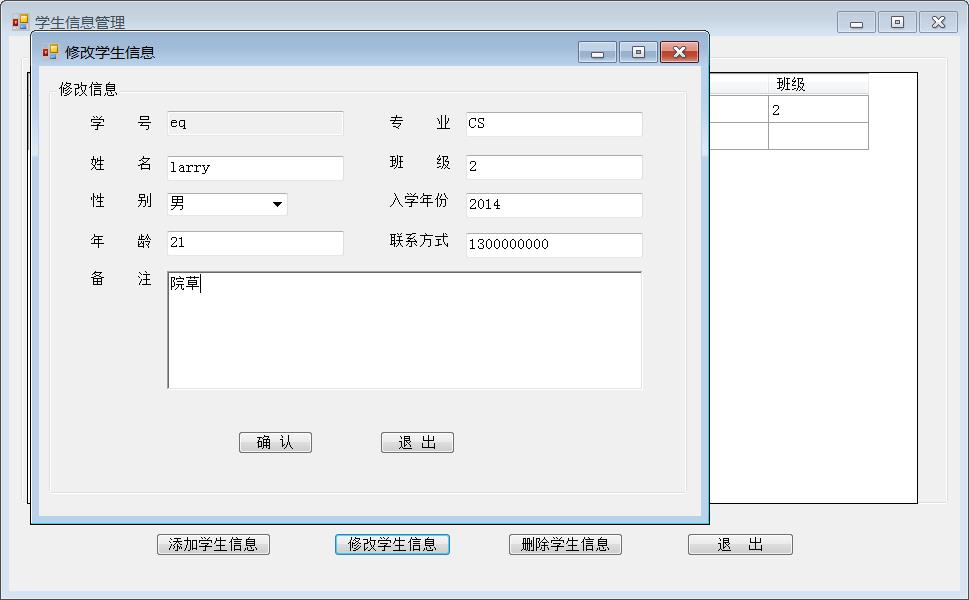 学生信息管理
修改学生信息
班级
2
修改信息
学 号 eq 专 业 CS
姓 名 larry 班 级 2
性 别 男 入学年份 2014
年 龄 21 联系方式 1300000000
备 注 院草
确 认 退 出
添加学生信息 修改学生信息 删除学生信息 退 出